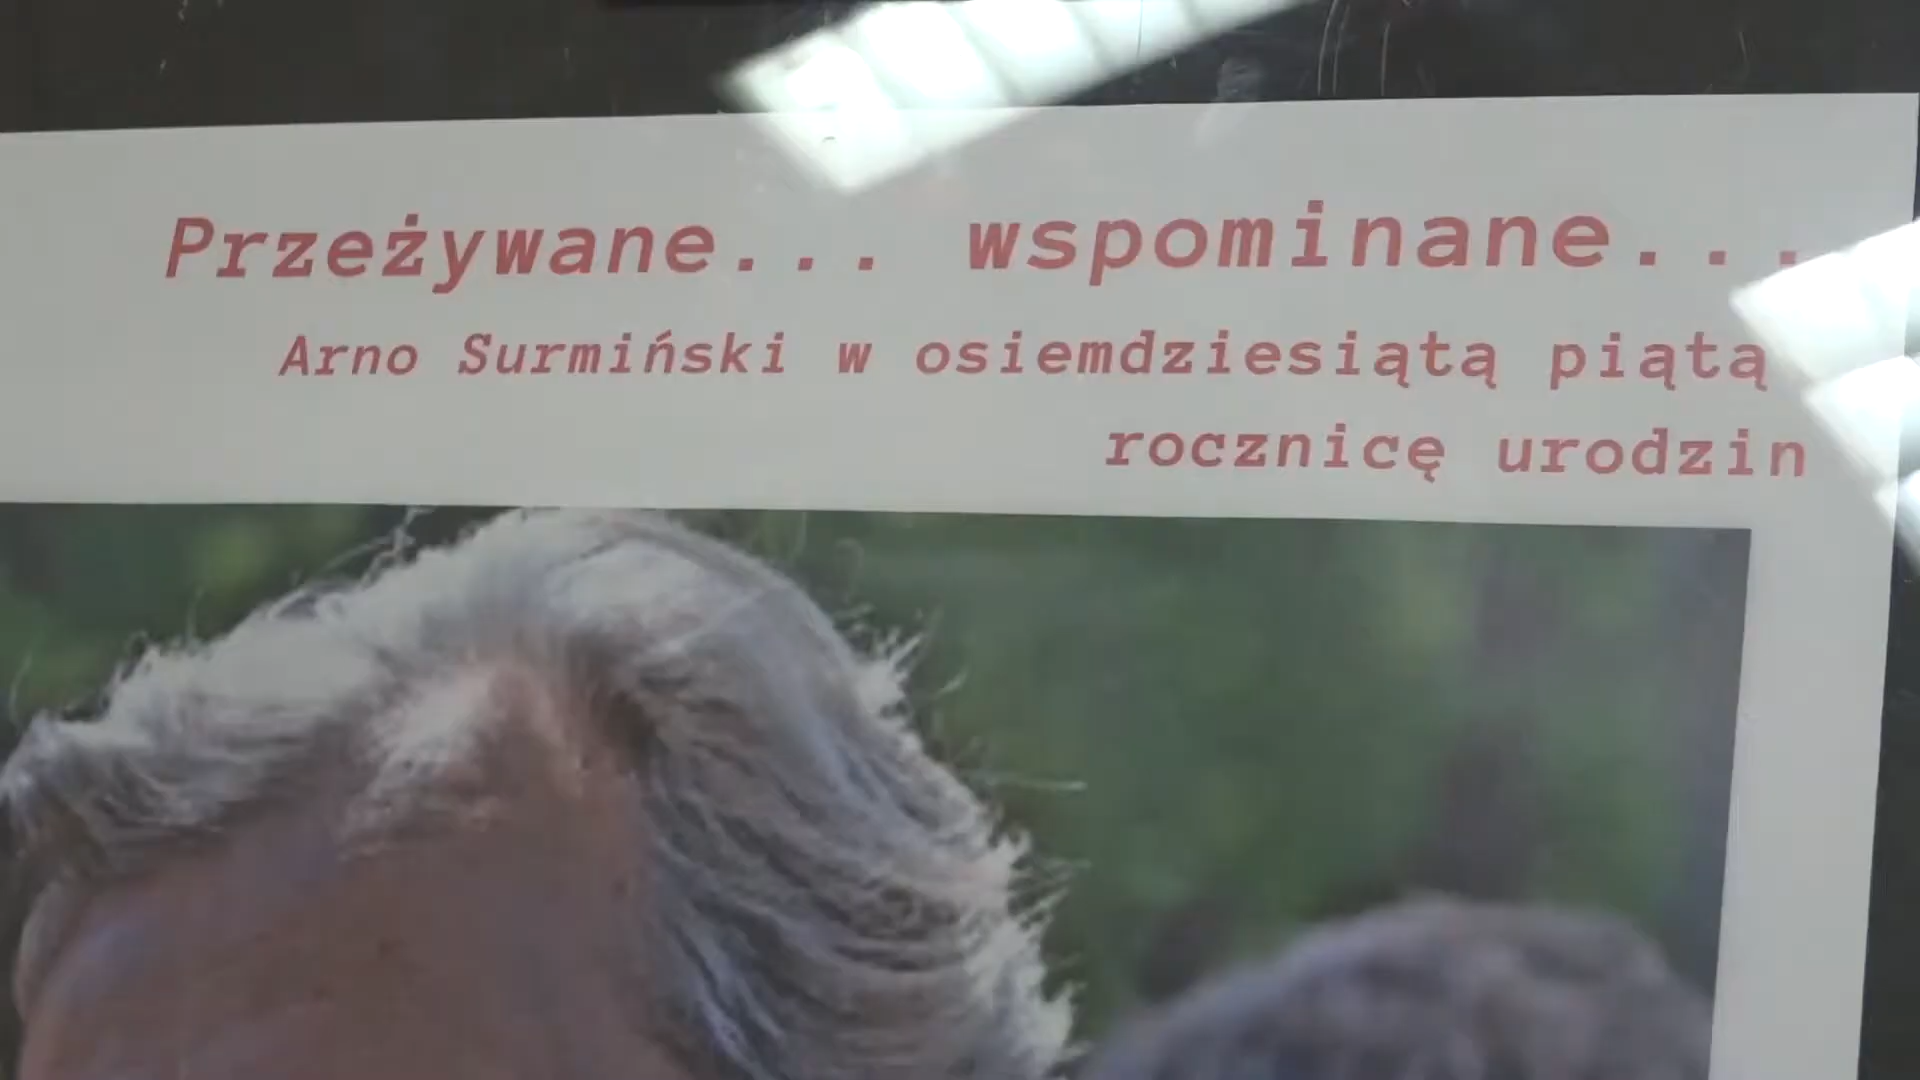 Przeżywane... wspominane...
Arno Surmiński w osiemdziesiątą piątą
rocznicę urodzin